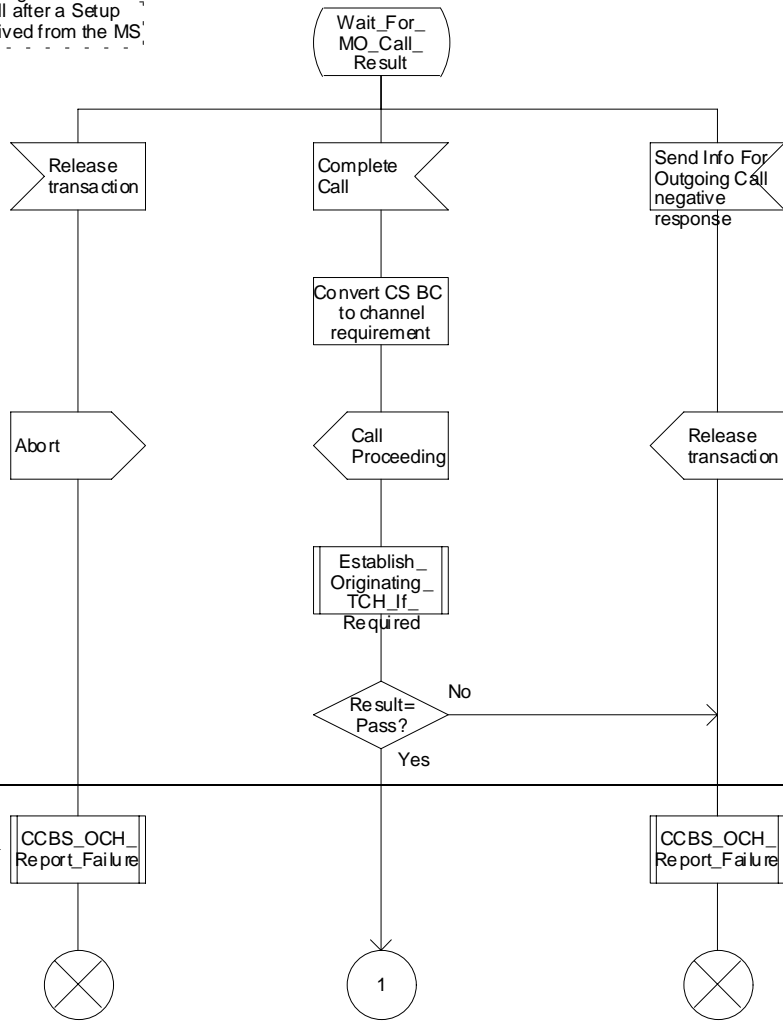 ll after a Setup
ived from the MS
Wait_For_
MO_Call_
Result
Release
transaction
Complete
Call
Send Info For
Outgoing Call
negative
response
Convert CS BC
to channel
requirement
Abort
Call
Proceeding
Release
transaction
Establish_
Originating_
TCH_If_
Required
Result=
Pass?
No
Yes
CCBS_OCH_
Report_Failure
CCBS_OCH_
Report_Failure
1